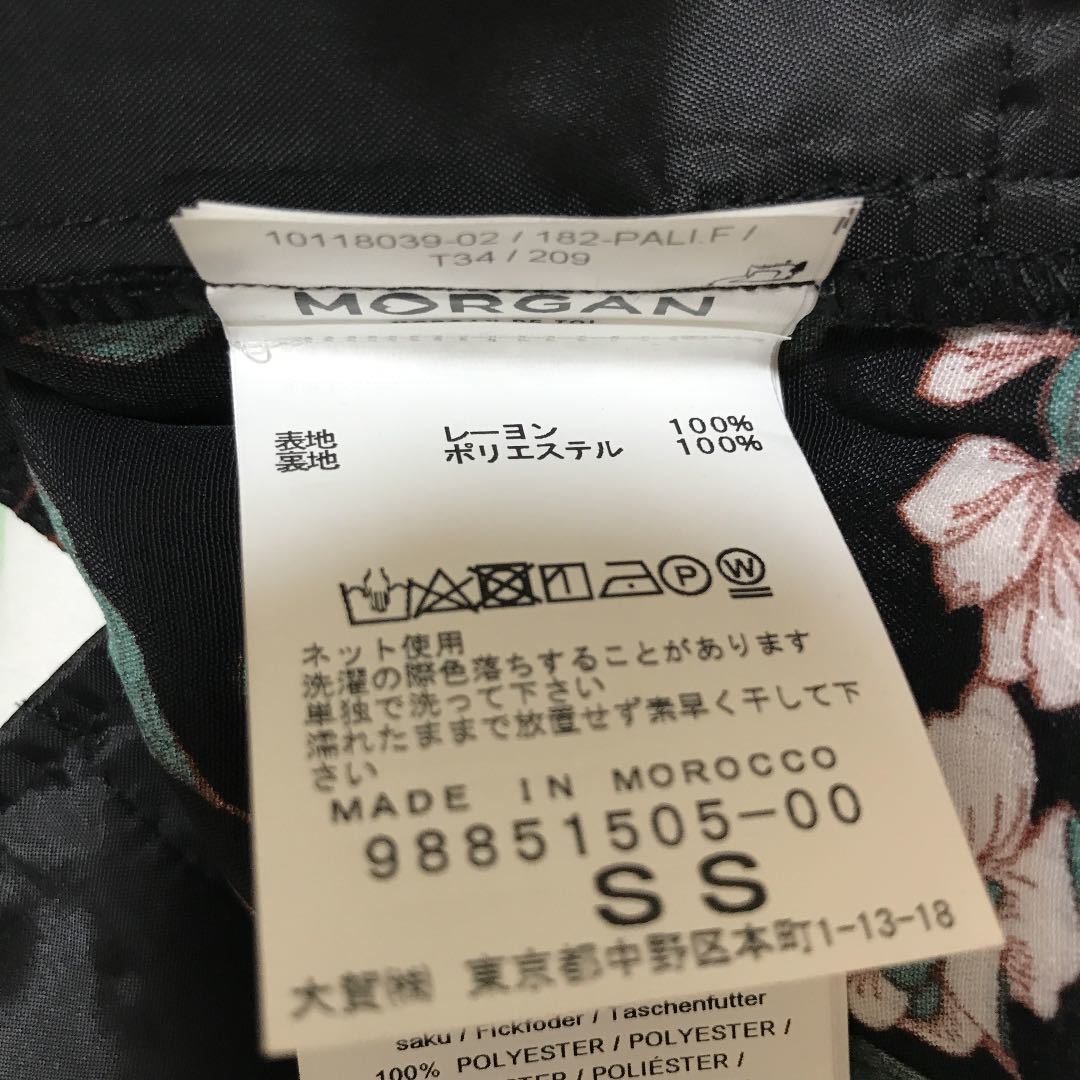 10118039-02 / 182-PALI.F /
T34 / 209
MORGAN
表地 レーヨン 100%
裏地 ポリエステル 100%
P W
ネット使用
洗濯の際色落ちすることがあります
単独で洗って下さい
濡れたままで放置せず素早く干して下
さい
MADE IN MOROCCO
98851505-00
SS
大賀㈱ 東京都中野区本町1-13-18
saku / Fickfoder / Taschenfutter
100% POLYESTER / POLYESTER /
POLIÉSTER /